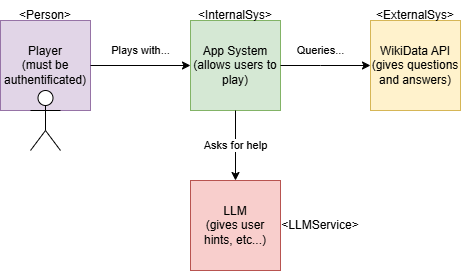 <Person>
<InternalSys>
<ExternalSys>
Player
(must be
authentificated)
Plays with...
App System
(allows users to
play)
Queries...
WikiData API
(gives questions
and answers)
Asks for help
LLM
(gives user
hints, etc...)
<LLMService>